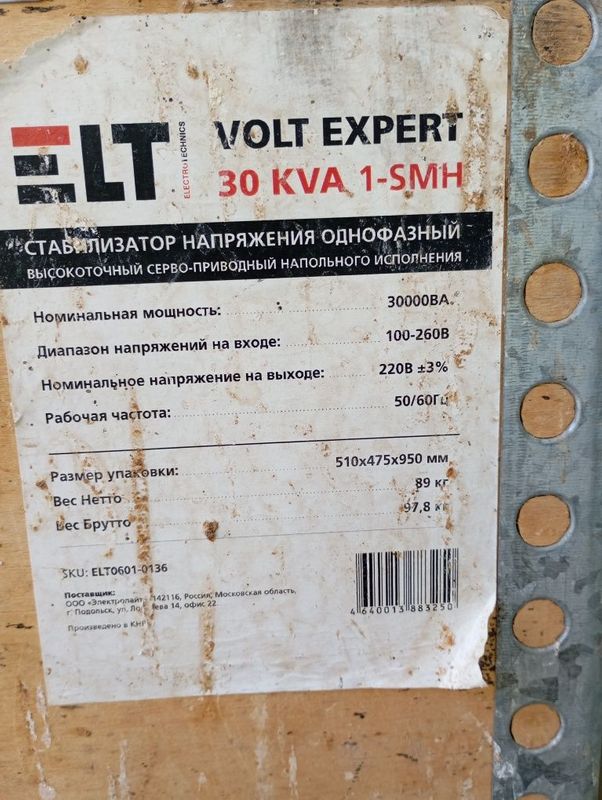 ELT
ELECTROTECHNICS
VOLT EXPERT
30 KVA 1-SMH
СТАБИЛИЗАТОР НАПРЯЖЕНИЯ ОДНОФАЗНЫЙ
ВЫСОКОТОЧНЫЙ СЕРВО-ПРИВОДНЫЙ НАПОЛЬНОГО ИСПОЛНЕНИЯ
Номинальная мощность: 30000ВА
Диапазон напряжений на входе: 100-260В
Номинальное напряжение на выходе: 220В ±3%
Рабочая частота: 50/60Гц
Размер упаковки: 510x475x950 мм
Вес Нетто 89 кг
Вес Брутто 97,8 кг
SKU: ELT0601-0136
Поставщик:
ООО «Электролайт» 142116, Россия, Московская область,
г. Подольск, ул. 14, офис 22
Произведено в КНР
4 640013 883250